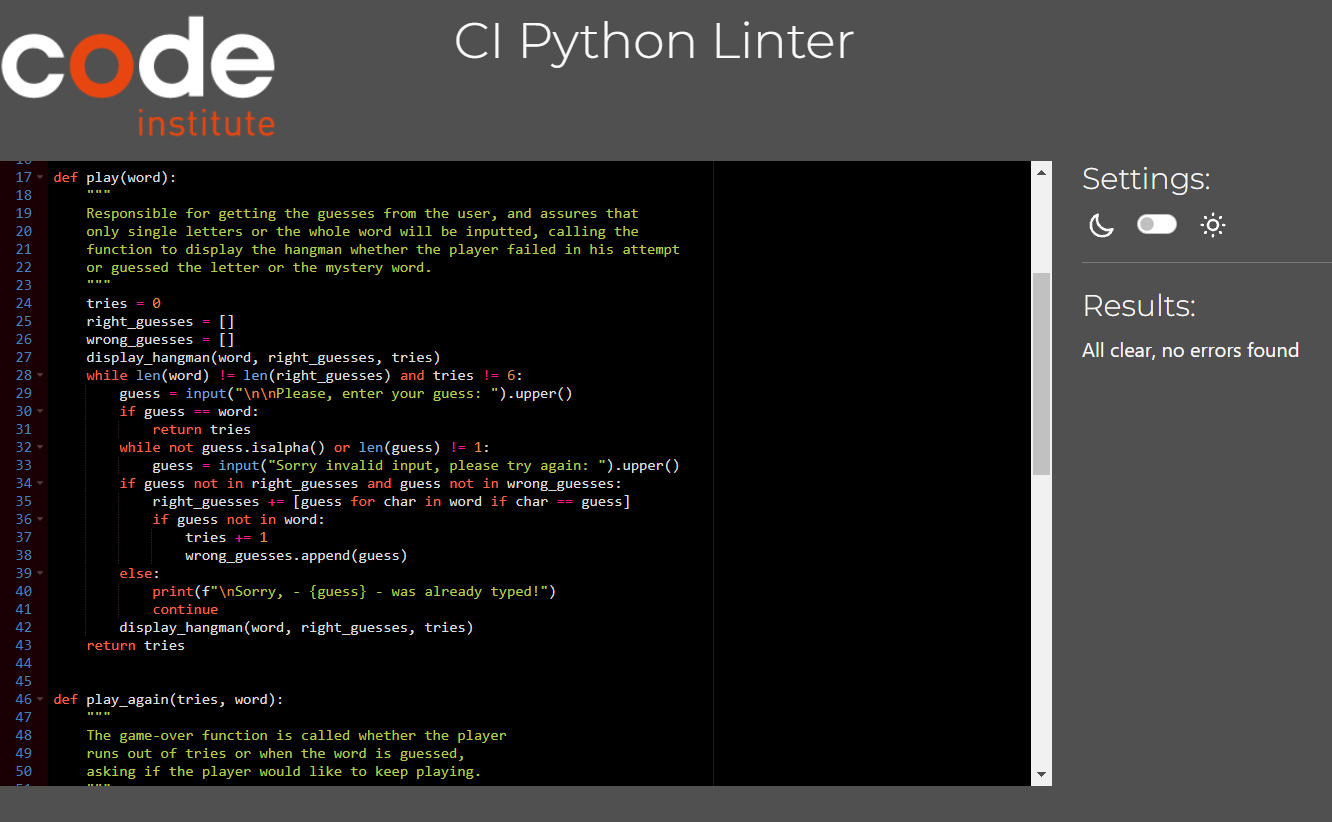 code
institute
CI Python Linter
16
17 def play(word):
18 """
19 Responsible for getting the guesses from the user, and assures that
20 only single letters or the whole word will be inputted, calling the
21 function to display the hangman whether the player failed in his attempt
22 or guessed the letter or the mystery word.
23 """
24 tries = 0
25 right_guesses = []
26 wrong_guesses = []
27 display_hangman(word, right_guesses, tries)
28 while len(word) != len(right_guesses) and tries != 6:
29 guess = input("\n\nPlease, enter your guess: ").upper()
30 if guess == word:
31 return tries
32 while not guess.isalpha() or len(guess) != 1:
33 guess = input("Sorry invalid input, please try again: ").upper()
34 if guess not in right_guesses and guess not in wrong_guesses:
35 right_guesses += [guess for char in word if char == guess]
36 if guess not in word:
37 tries += 1
38 wrong_guesses.append(guess)
39 else:
40 print(f"\nSorry, - {guess} - was already typed!")
41 continue
42 display_hangman(word, right_guesses, tries)
43 return tries
44
45
46 def play_again(tries, word):
47 """
48 The game-over function is called whether the player
49 runs out of tries or when the word is guessed,
50 asking if the player would like to keep playing.
51 """
Settings:
Results:
All clear, no errors found